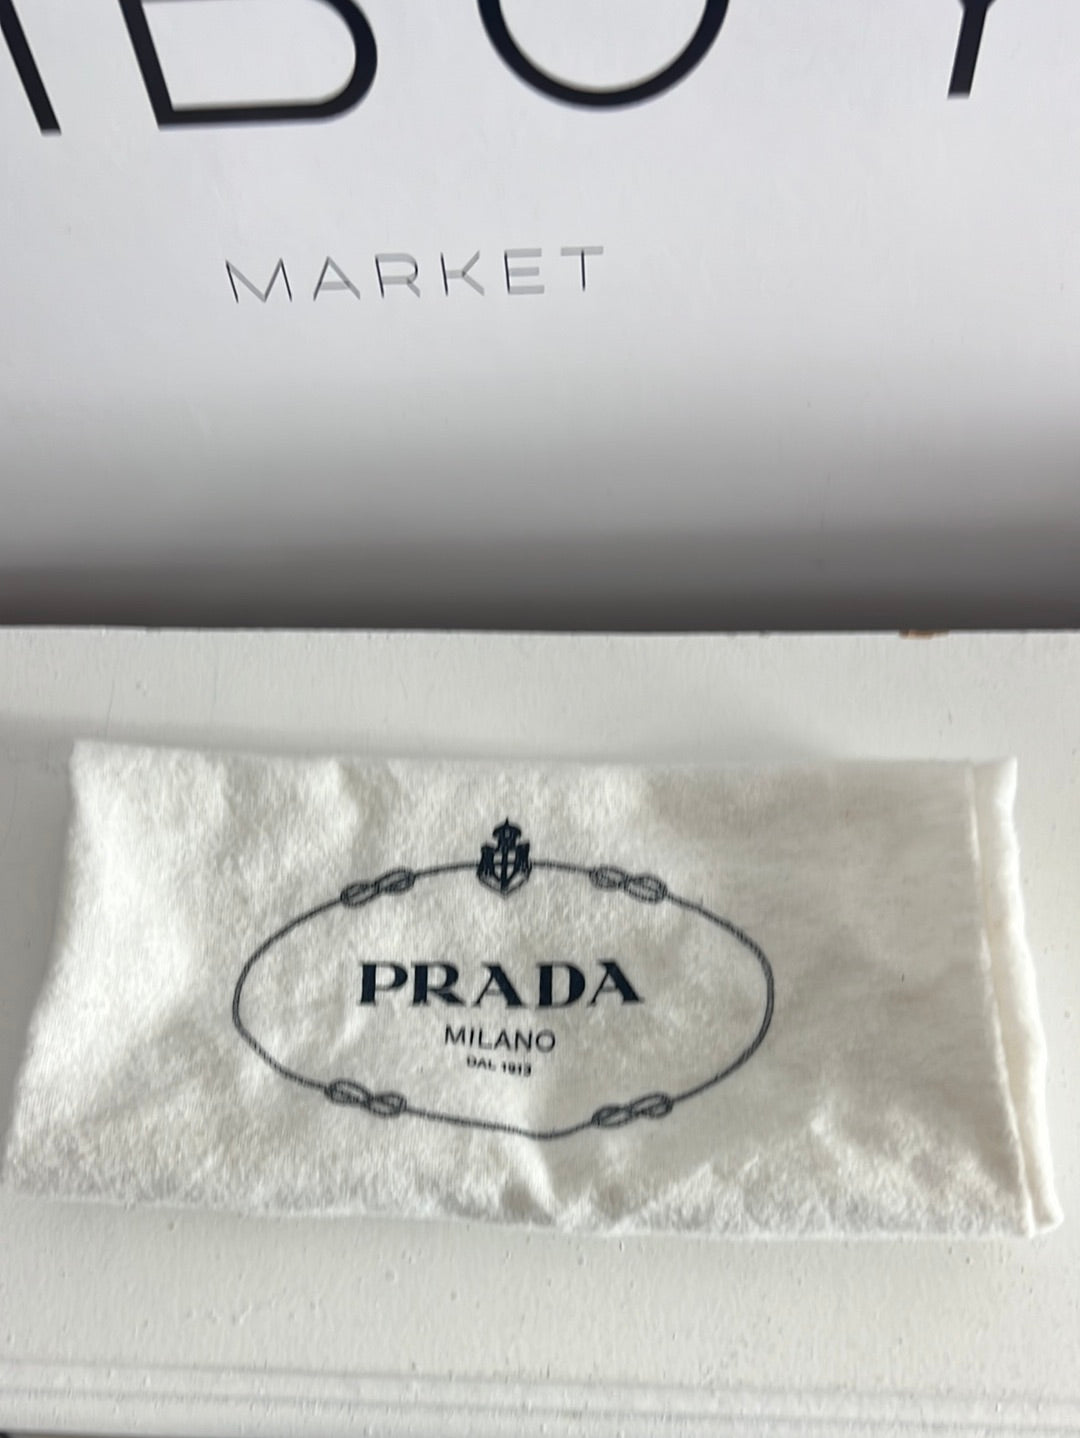 MARKET
PRADA
MILANO
DAL 1913